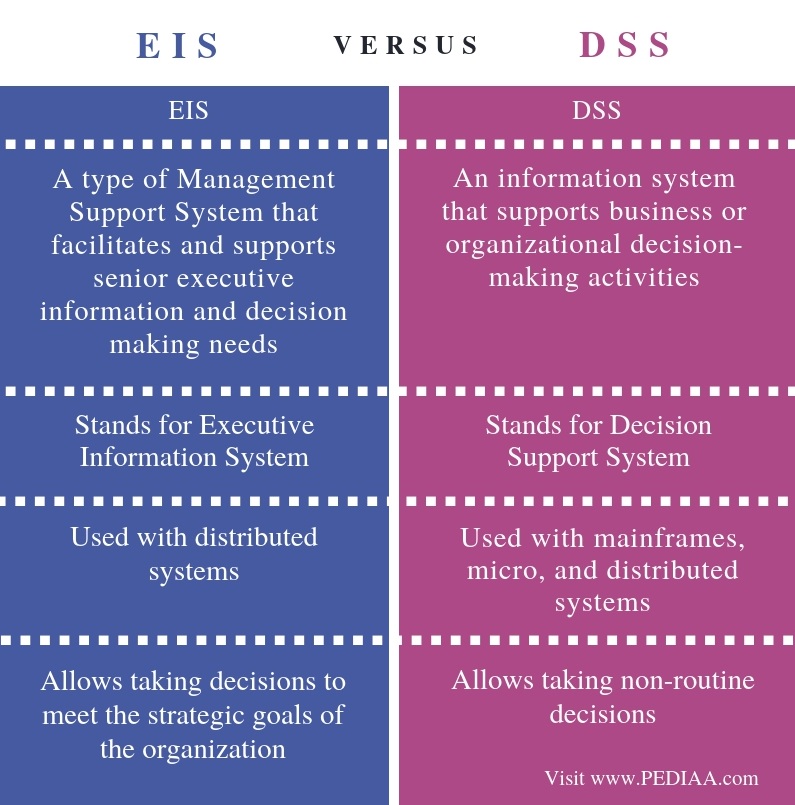 EIS VERSUS DSS
EIS
A type of Management
Support System that
facilitates and supports
senior executive
information and decision
making needs
Stands for Executive
Information System
Used with distributed
systems
Allows taking decisions to
meet the strategic goals of
the organization
DSS
An information system
that supports business or
organizational decision-
making activities
Stands for Decision
Support System
Used with mainframes,
micro, and distributed
systems
Allows taking non-routine
decisions
Visit www.PEDIAA.com